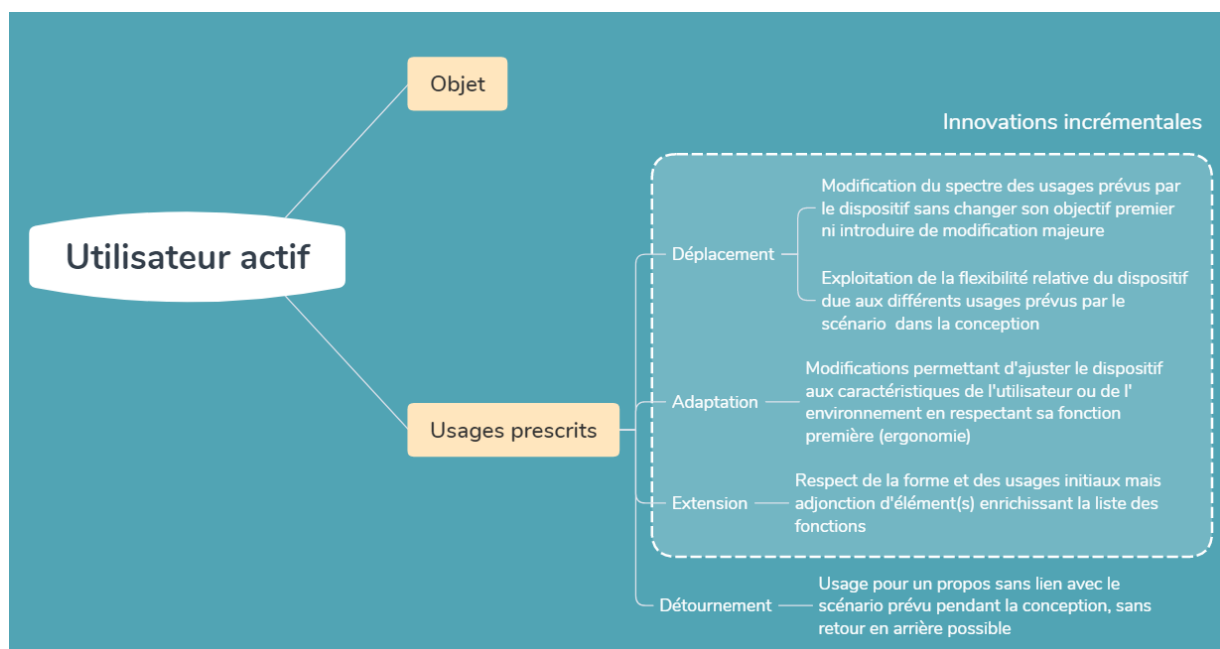 Objet
Innovations incrémentales
Utilisateur actif
Déplacement
Modification du spectre des usages prévus par
le dispositif sans changer son objectif premier
ni introduire de modification majeure
Exploitation de la flexibilité relative du dispositif
due aux différents usages prévus par le
scénario dans la conception
Usages prescrits
Adaptation
Modifications permettant d'ajuster le dispositif
aux caractéristiques de l'utilisateur ou de l'
environnement en respectant sa fonction
première (ergonomie)
Extension
Respect de la forme et des usages initiaux mais
adjonction d'élément(s) enrichissant la liste des
fonctions
Détournement
Usage pour un propos sans lien avec le
scénario prévu pendant la conception, sans
retour en arrière possible